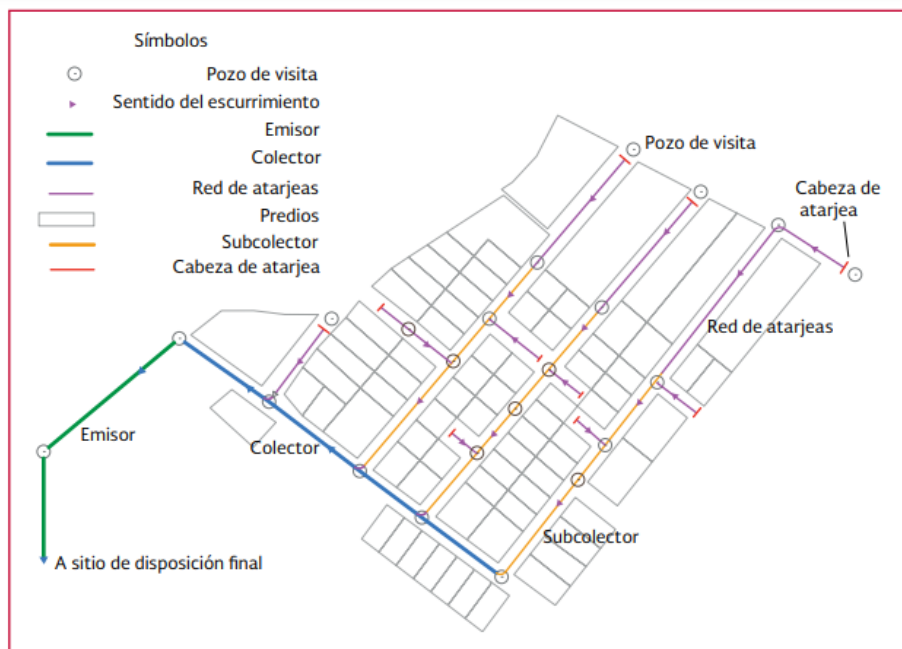 Símbolos
Pozo de visita
Sentido del escurrimiento
Emisor
Colector
Red de atarjeas
Predios
Subcolector
Cabeza de atarjea
Pozo de visita
Cabeza de
atarjea
Red de atarjeas
Emisor
Colector
Subcolector
A sitio de disposición final